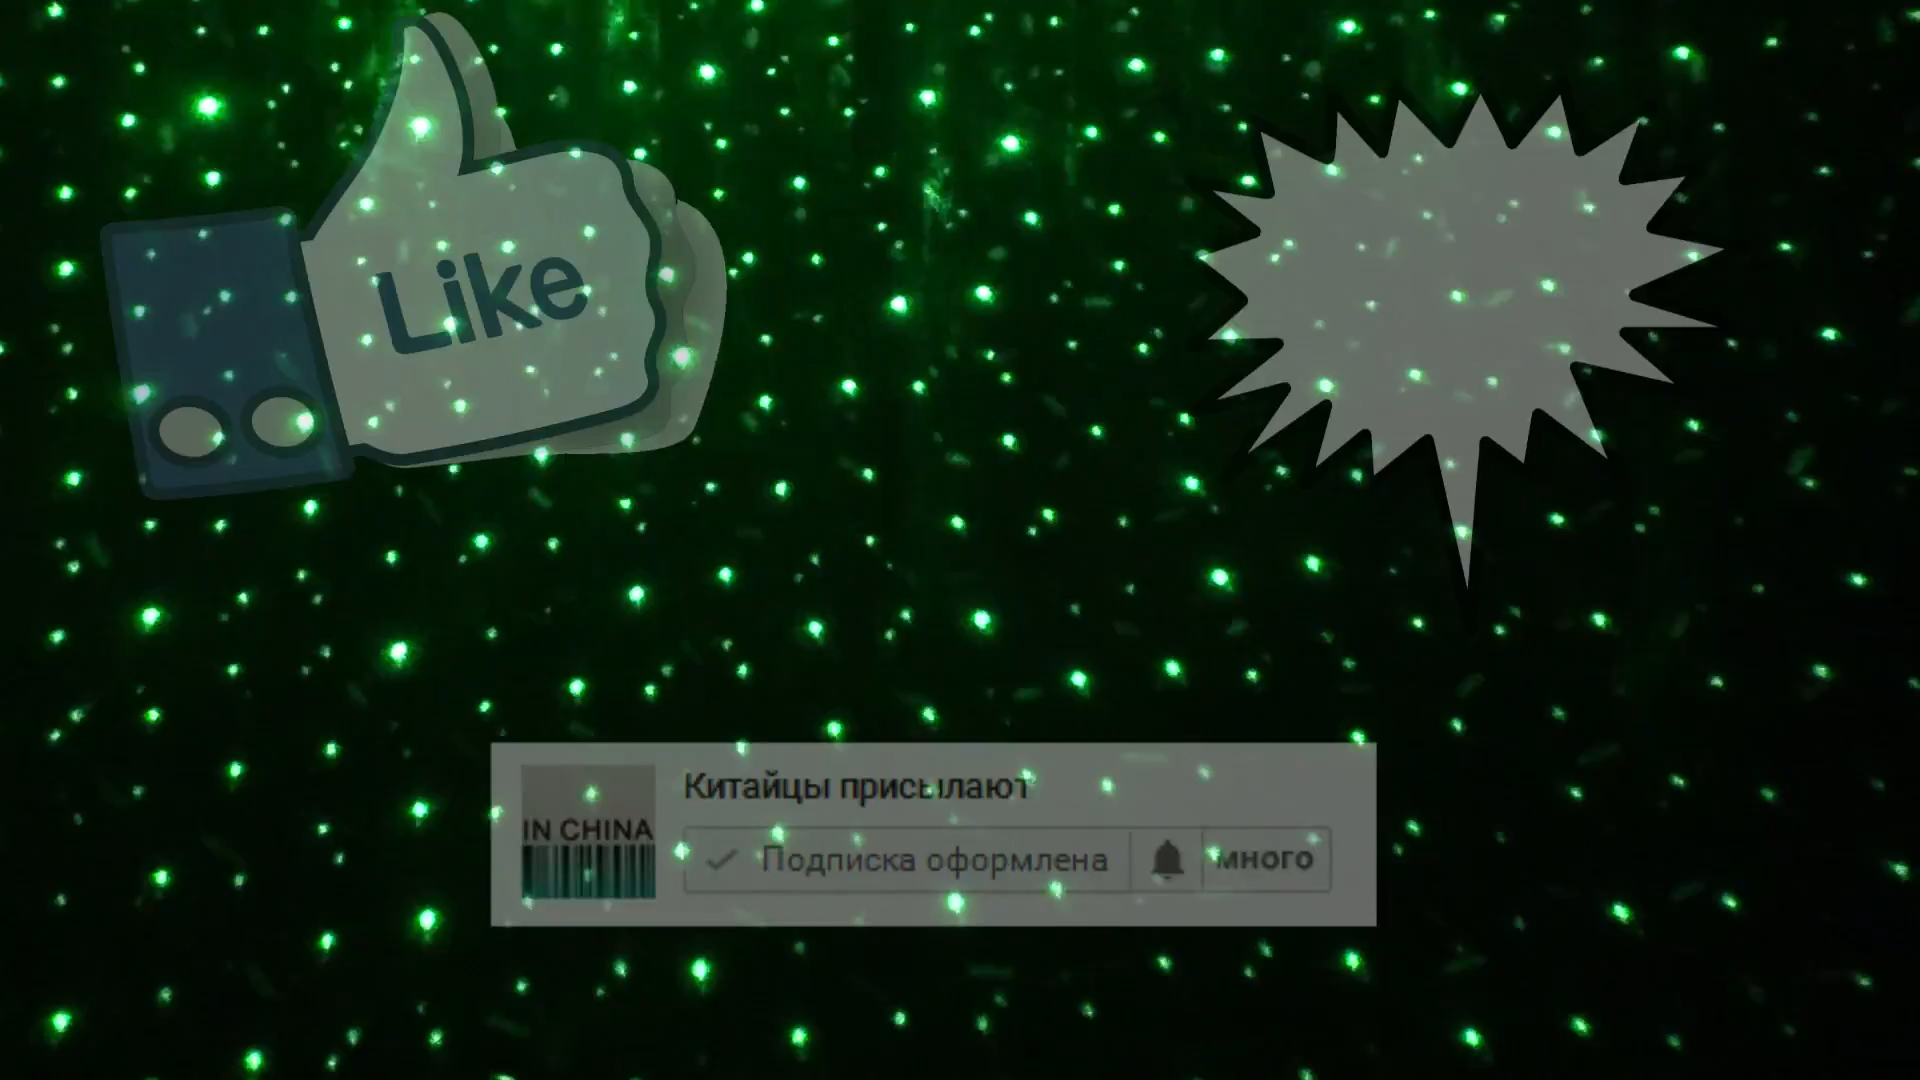 Like
Китайцы присылают
IN CHINA
Подписка оформлена
много